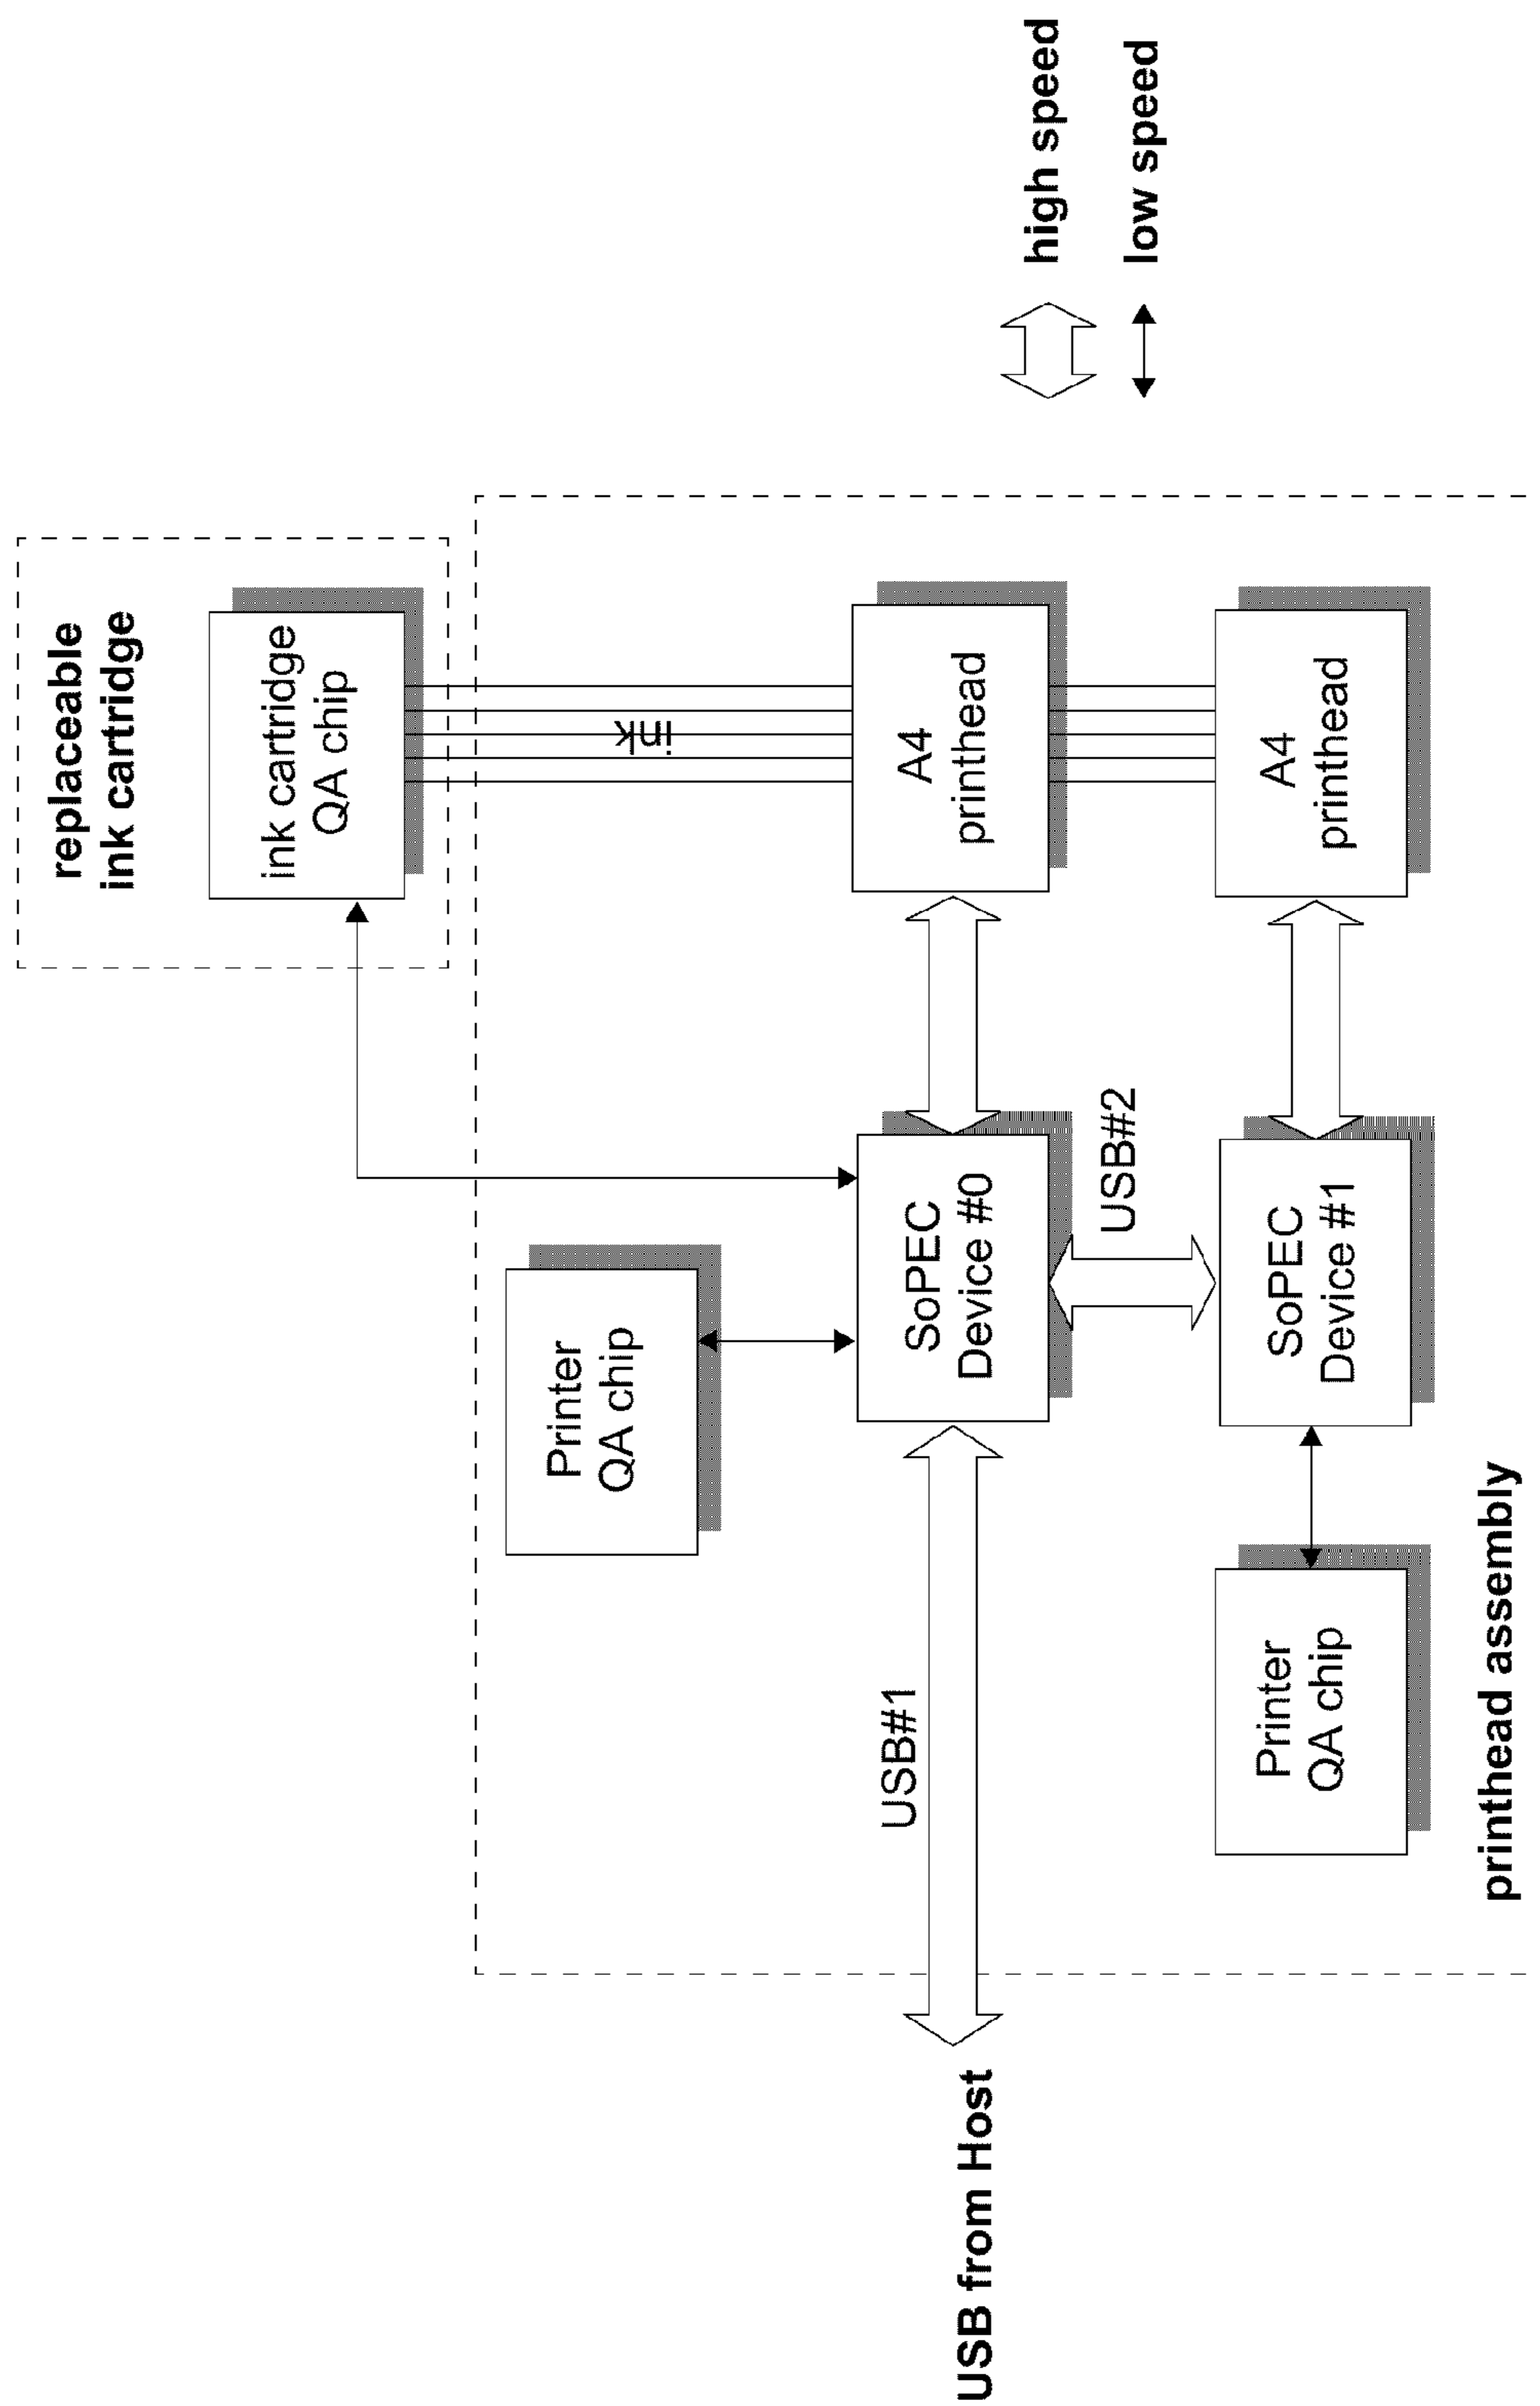 replaceable
ink cartridge
ink cartridge
QA chip
ink
Printer
QA chip
USB#1
SoPEC
Device #0
A4
printhead
high speed
low speed
USB from Host
USB#2
Printer
QA chip
SoPEC
Device #1
A4
printhead
printhead assembly